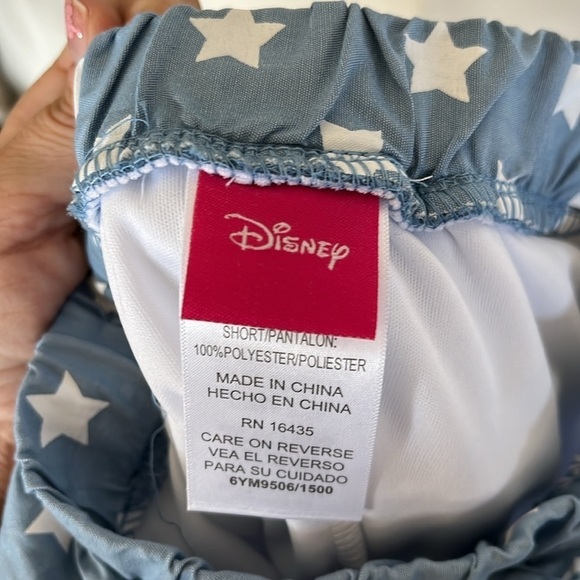 Disney
SHORT/PANTALON:
100%POLYESTER/POLIESTER
MADE IN CHINA
HECHO EN CHINA
RN 16435
CARE ON REVERSE
VEA EL REVERSO
PARA SU CUIDADO
6YM9506/1500